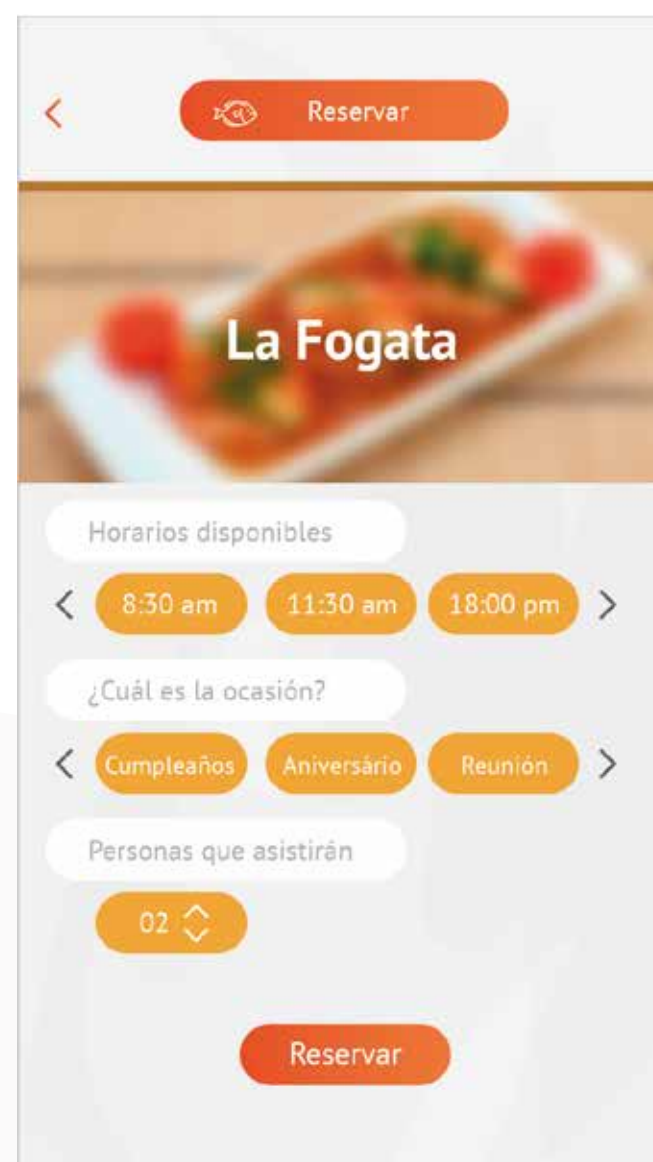 Reservar
La Fogata
Horarios disponibles
8:30 am 11:30 am 18:00 pm
¿Cuál es la ocasión?
Cumpleaños Aniversário Reunión
Personas que asistirán
02
Reservar